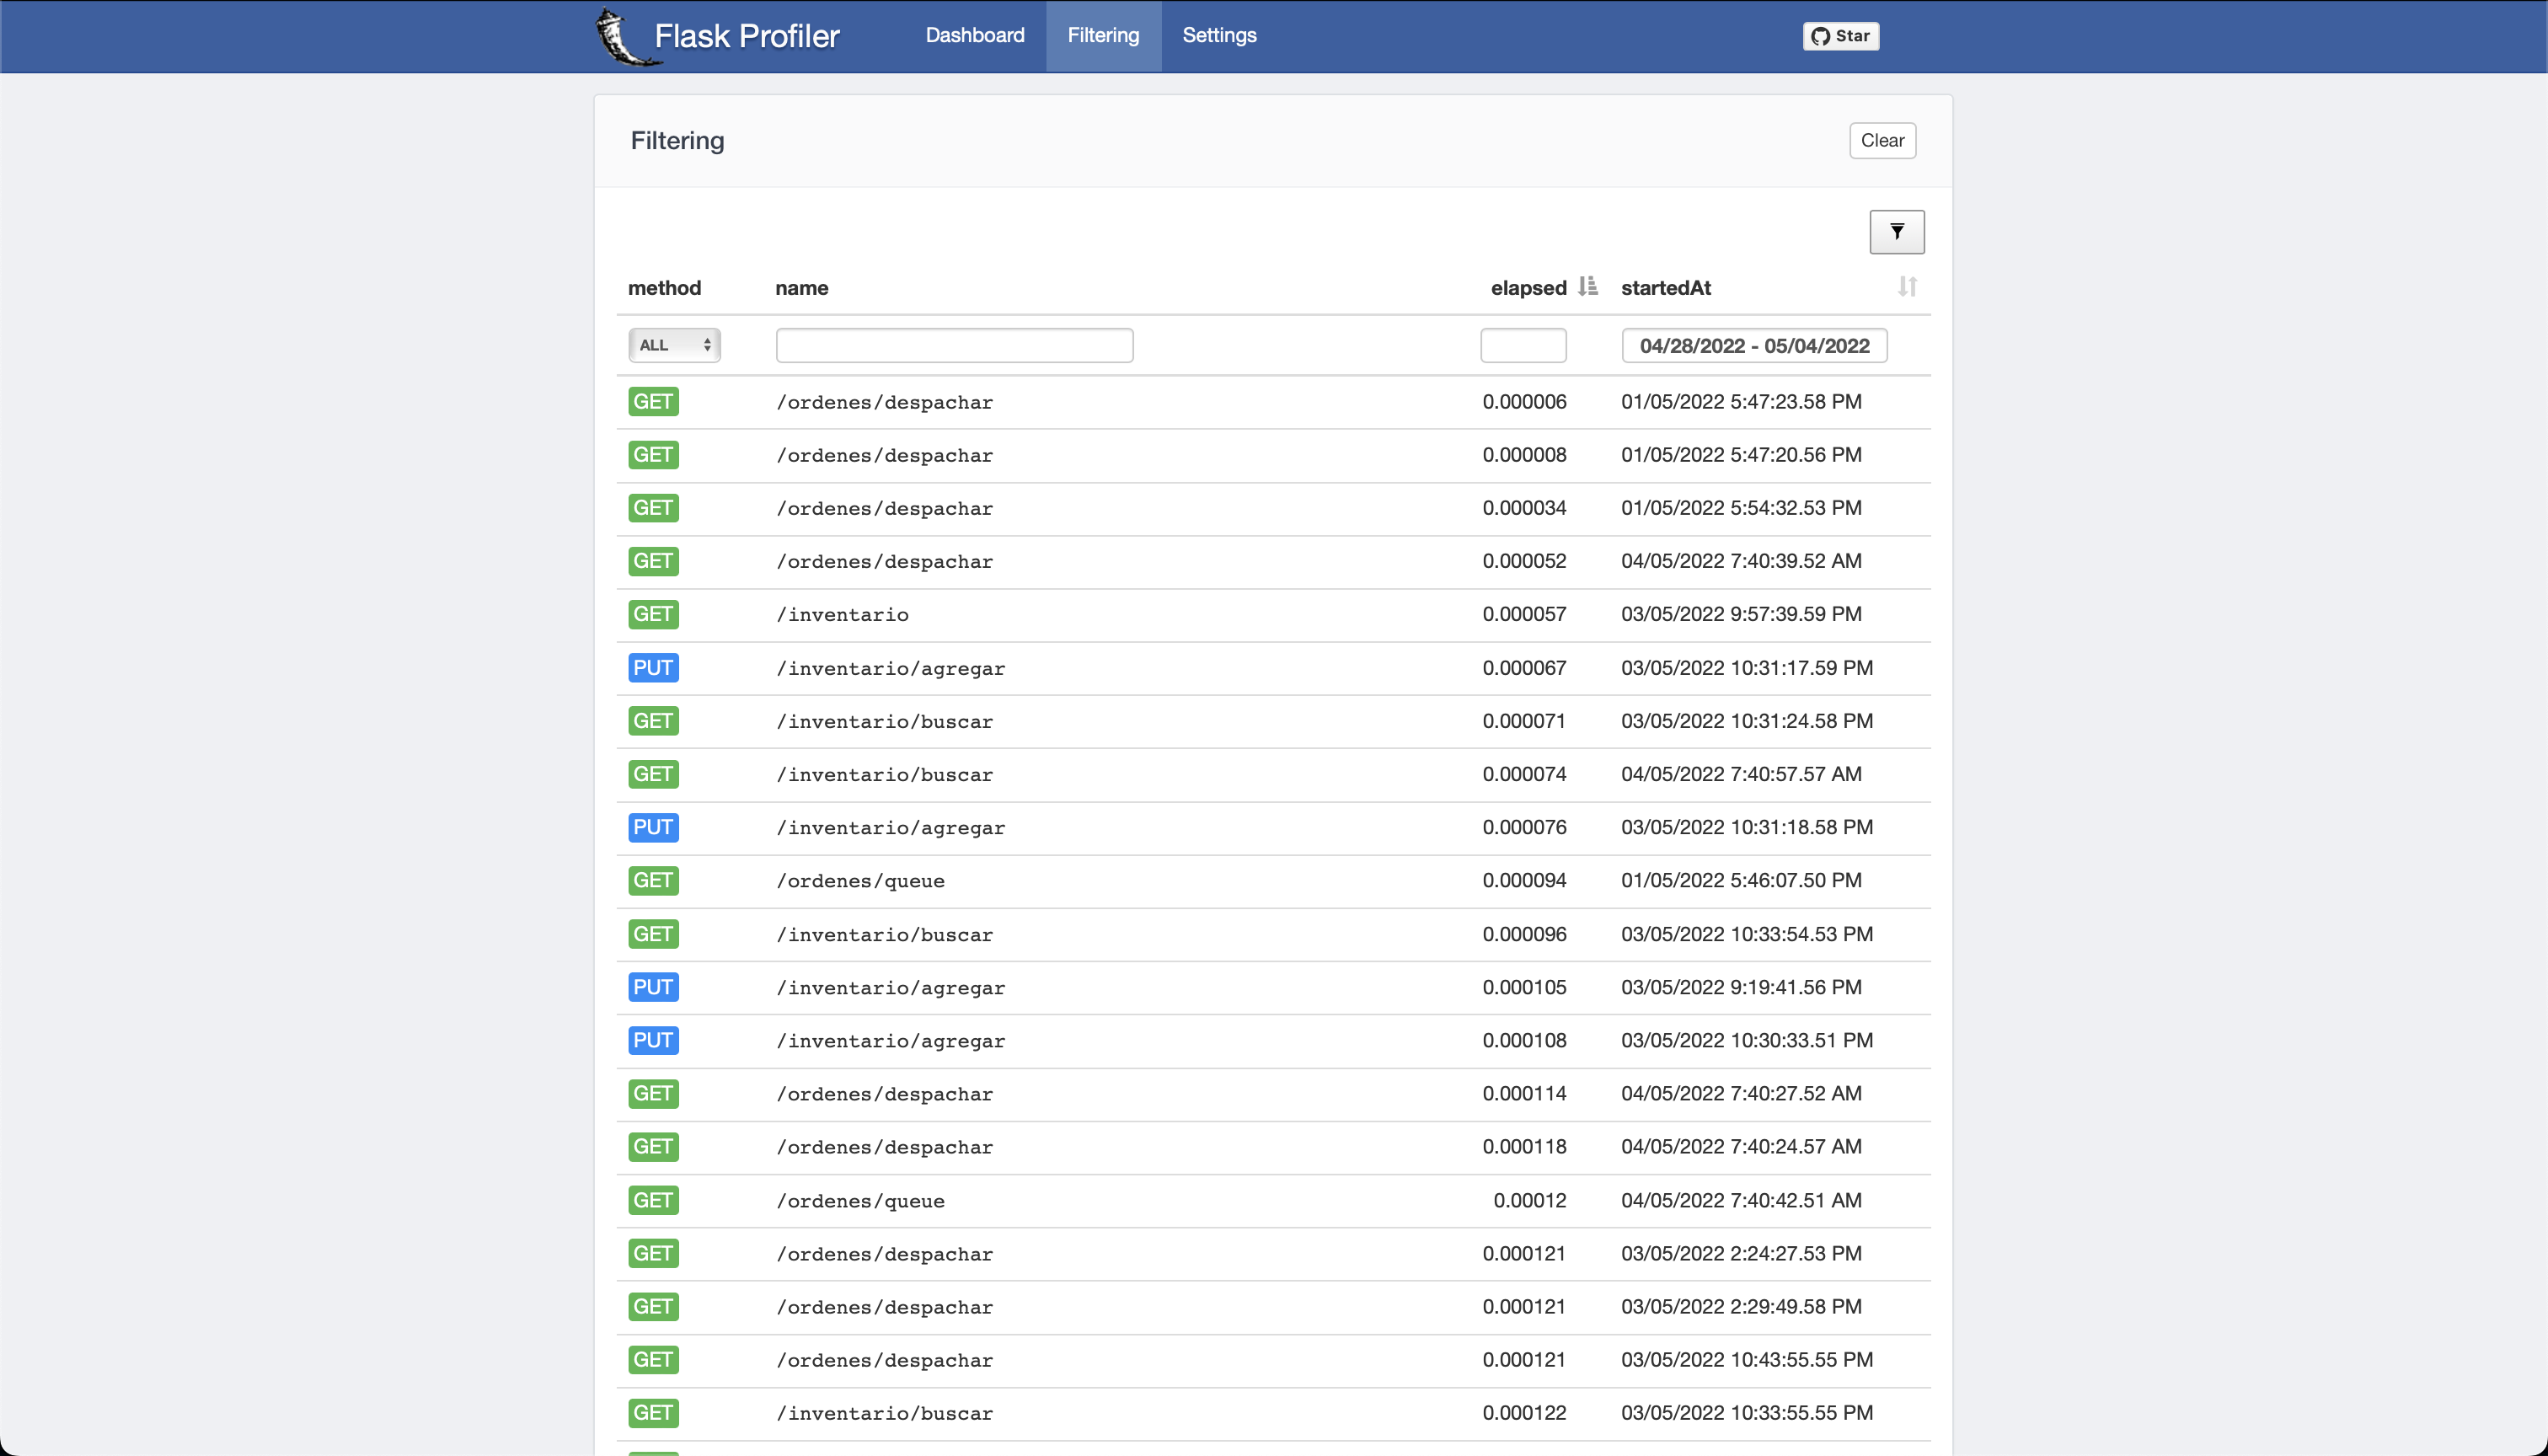 Flask Profiler Dashboard Filtering Settings Star
Filtering Clear
method name elapsed startedAt
ALL 04/28/2022 - 05/04/2022
GET /ordenes/despachar 0.000006 01/05/2022 5:47:23.58 PM
GET /ordenes/despachar 0.000008 01/05/2022 5:47:20.56 PM
GET /ordenes/despachar 0.000034 01/05/2022 5:54:32.53 PM
GET /ordenes/despachar 0.000052 04/05/2022 7:40:39.52 AM
GET /inventario 0.000057 03/05/2022 9:57:39.59 PM
PUT /inventario/agregar 0.000067 03/05/2022 10:31:17.59 PM
GET /inventario/buscar 0.000071 03/05/2022 10:31:24.58 PM
GET /inventario/buscar 0.000074 04/05/2022 7:40:57.57 AM
PUT /inventario/agregar 0.000076 03/05/2022 10:31:18.58 PM
GET /ordenes/queue 0.000094 01/05/2022 5:46:07.50 PM
GET /inventario/buscar 0.000096 03/05/2022 10:33:54.53 PM
PUT /inventario/agregar 0.000105 03/05/2022 9:19:41.56 PM
PUT /inventario/agregar 0.000108 03/05/2022 10:30:33.51 PM
GET /ordenes/despachar 0.000114 04/05/2022 7:40:27.52 AM
GET /ordenes/despachar 0.000118 04/05/2022 7:40:24.57 AM
GET /ordenes/queue 0.00012 04/05/2022 7:40:42.51 AM
GET /ordenes/despachar 0.000121 03/05/2022 2:24:27.53 PM
GET /ordenes/despachar 0.000121 03/05/2022 2:29:49.58 PM
GET /ordenes/despachar 0.000121 03/05/2022 10:43:55.55 PM
GET /inventario/buscar 0.000122 03/05/2022 10:33:55.55 PM